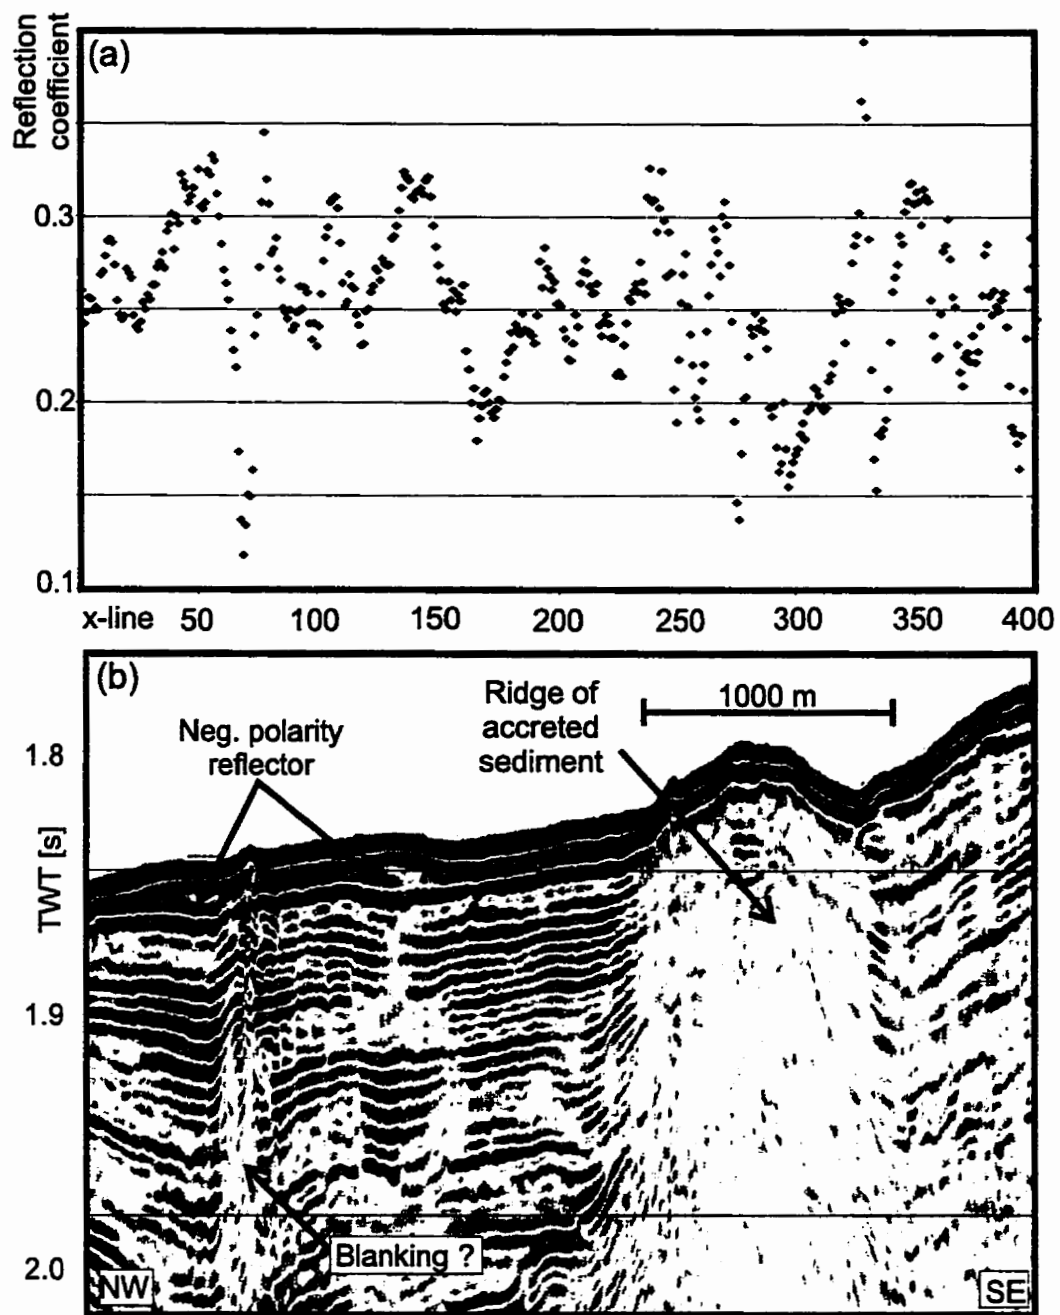 Reflection
coefficient
(a)
0.3
0.2
0.1
x-line 50 100 150 200 250 300 350 400
(b)
Ridge of
accreted
sediment
1000 m
Neg. polarity
reflector
1.8
TWT [s]
1.9
Blanking ?
2.0
NW
SE